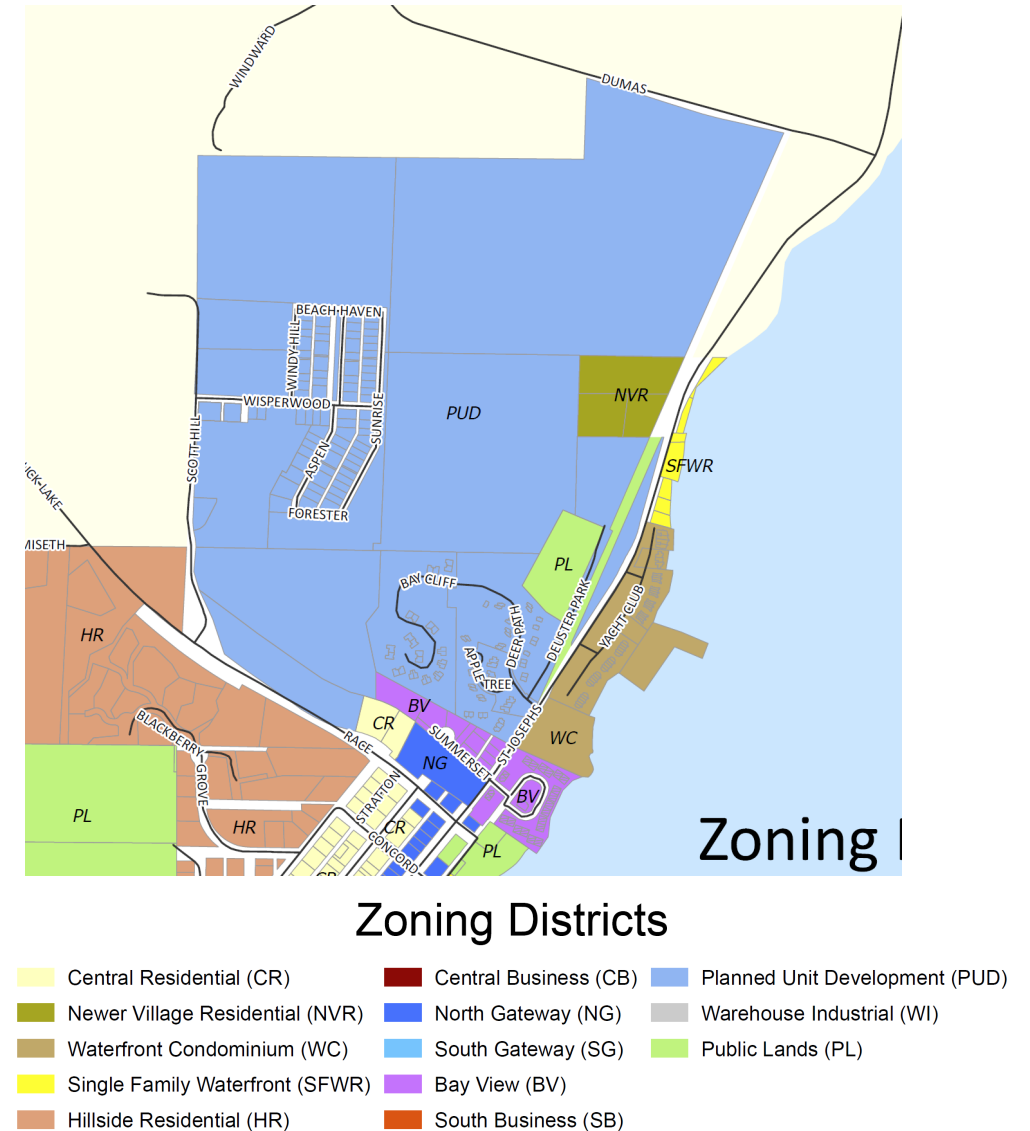 WINDWARD
DUMAS
BEACH HAVEN
WINDY HILL
WISPERWOOD
SUNRISE
ASPEN
FORESTER
SCOTT HILL
PUD
NVR
SFWR
PL
HR
BAY CLIFF
DEER PATH
APPLE TREE
DEUSTER PARK
YACHT CLUB
BV
CR
NG
SUMMERSET
ST JOSEPHS
WC
BV
RACE
BLACKBERRY GROVE
STRATTON
CR
CONCORD
PL
HR
PL
Zoning
Zoning Districts
Central Residential (CR)
Newer Village Residential (NVR)
Waterfront Condominium (WC)
Single Family Waterfront (SFWR)
Hillside Residential (HR)
Central Business (CB)
North Gateway (NG)
South Gateway (SG)
Bay View (BV)
South Business (SB)
Planned Unit Development (PUD)
Warehouse Industrial (WI)
Public Lands (PL)